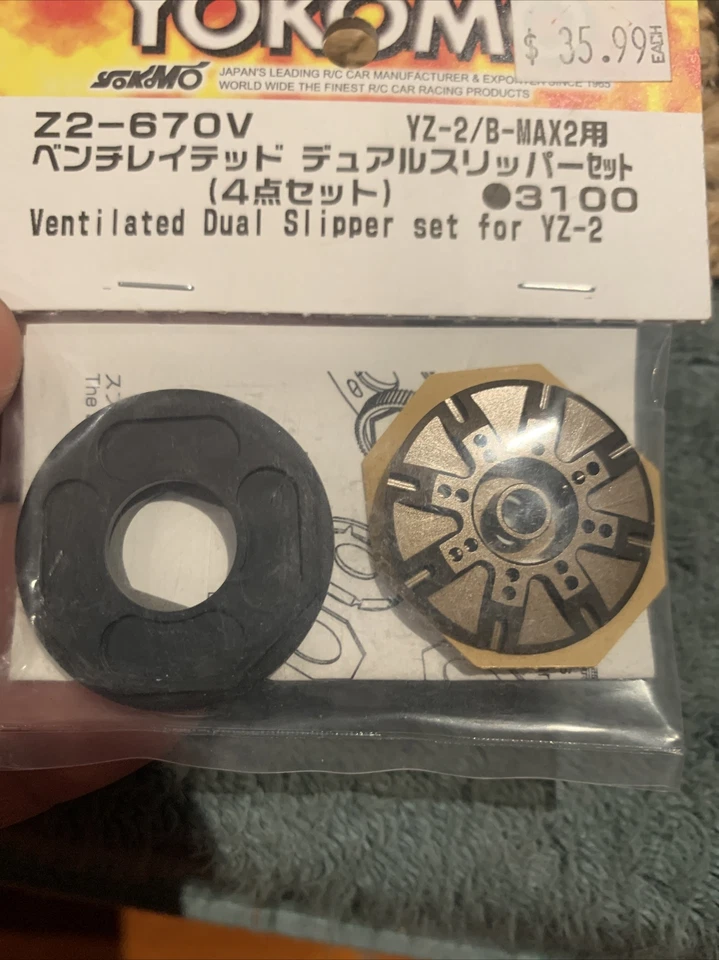 YOKOM
$ 35.99 EACH
YOKOMO
JAPAN'S LEADING R/C CAR MANUFACTURER & EXPORTER SINCE 1965
WORLD WIDE THE FINEST R/C CAR RACING PRODUCTS
Z2-670V YZ-2/B-MAX2用
ベンチレイテッド デュアルスリッパーセット
(4点セット) ●3100
Ventilated Dual Slipper set for YZ-2
ス
The